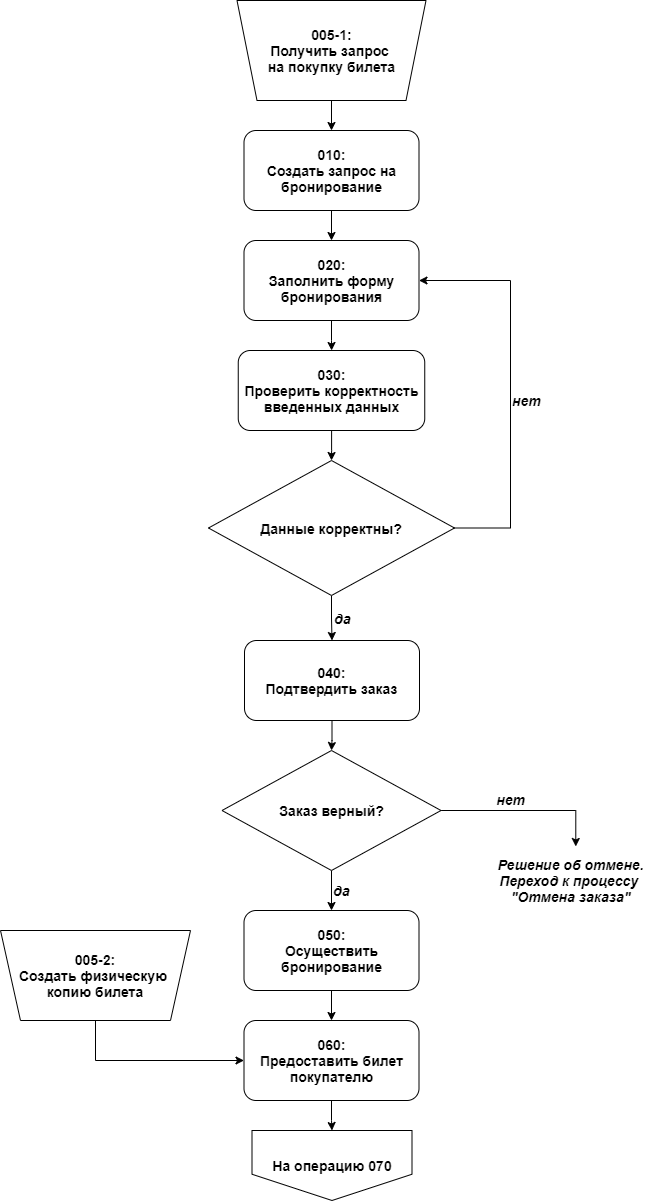 005-1:
Получить запрос
на покупку билета
010:
Создать запрос на
бронирование
020:
Заполнить форму
бронирования
030:
Проверить корректность
введенных данных
нет
Данные корректны?
да
040:
Подтвердить заказ
Заказ верный?
нет
Решение об отмене.
Переход к процессу
"Отмена заказа"
да
050:
Осуществить
бронирование
005-2:
Создать физическую
копию билета
060:
Предоставить билет
покупателю
На операцию 070